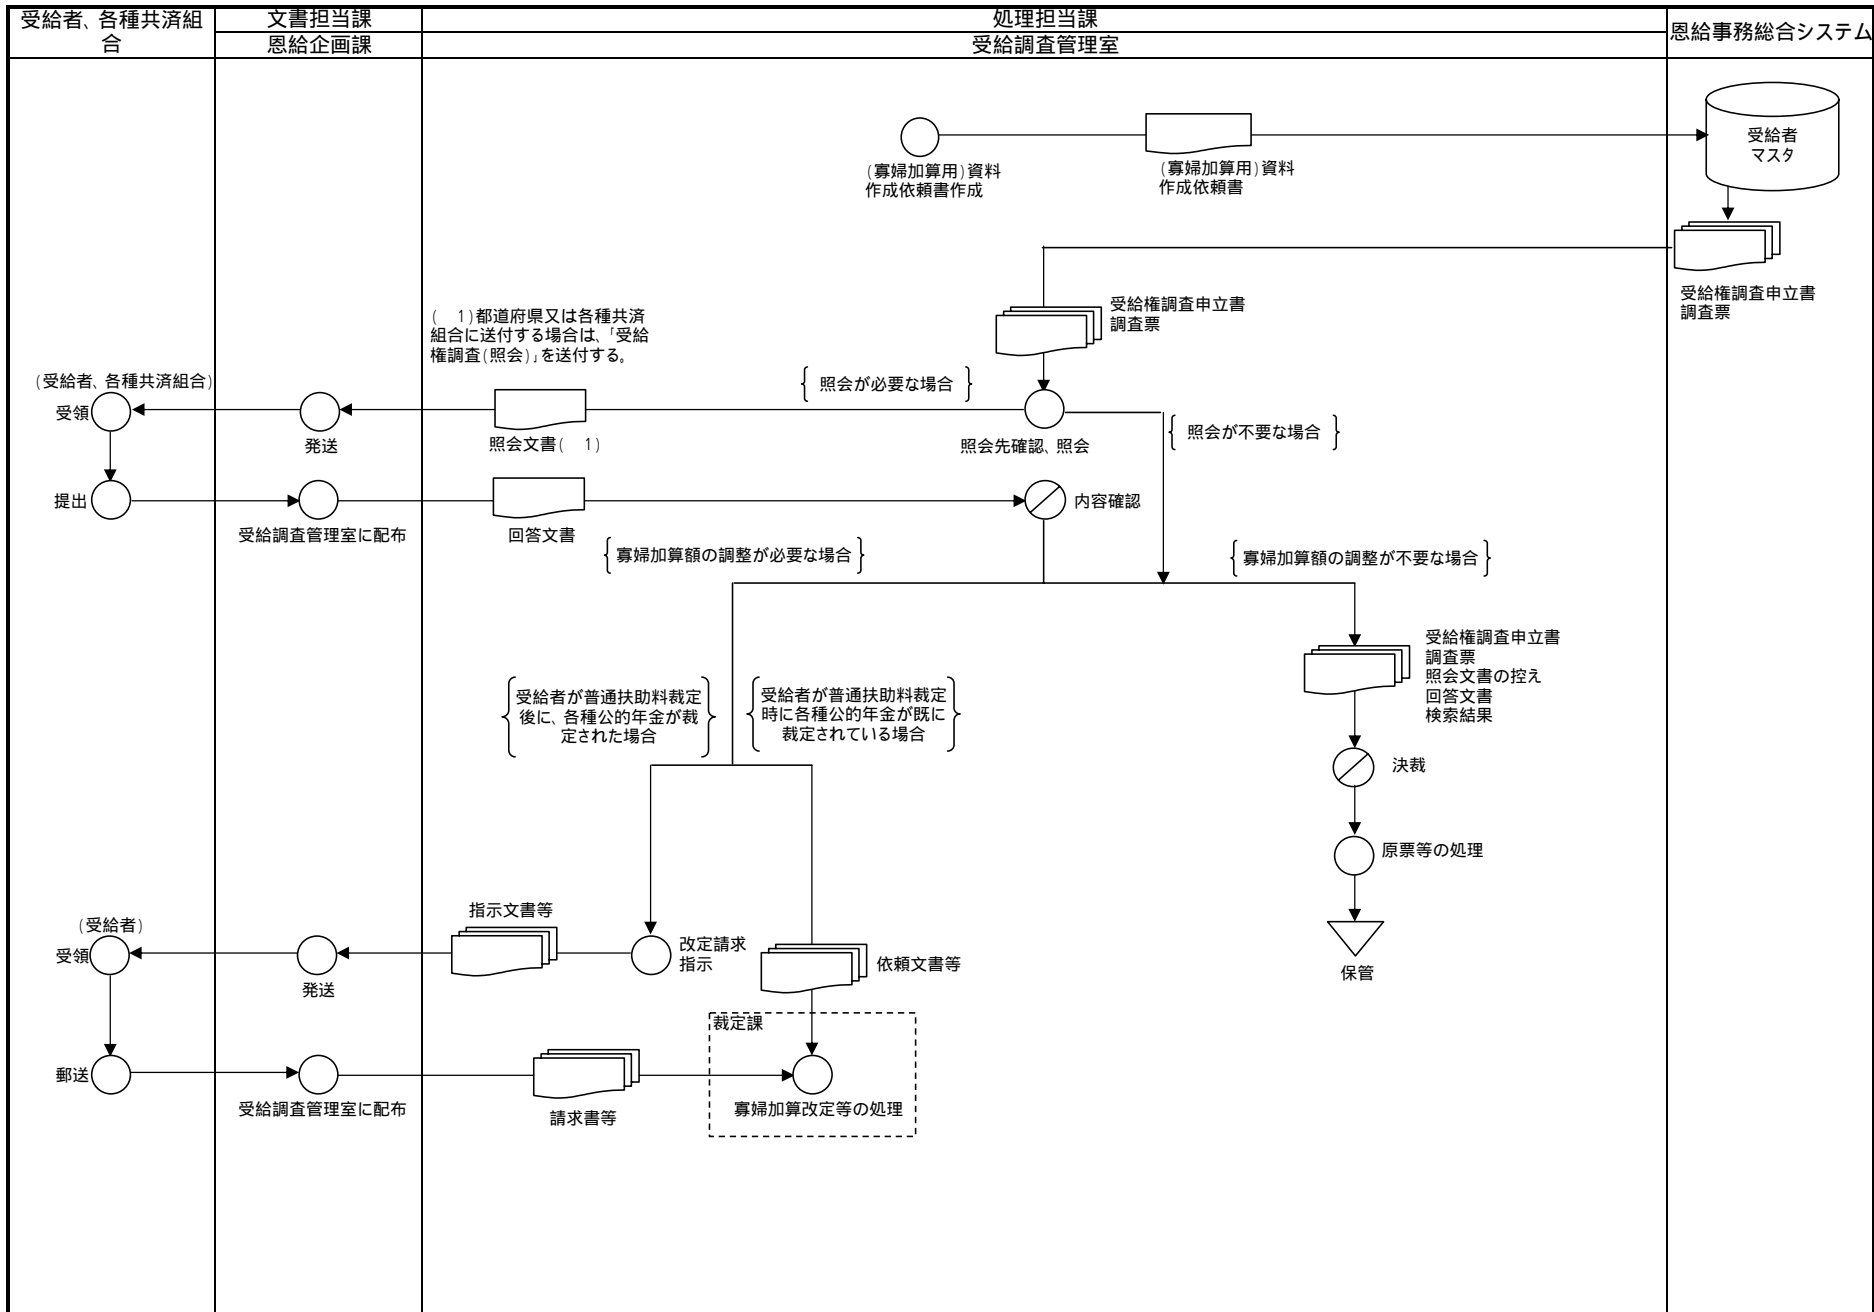 受給者、各種共済組
合
文書担当課
恩給企画課
処理担当課
受給調査管理室
恩給事務総合システム
(寡婦加算用)資料
作成依頼書作成
(寡婦加算用)資料
作成依頼書
受給者
マスタ
受給権調査申立書
調査票
受給権調査申立書
調査票
( 1)都道府県又は各種共済
組合に送付する場合は、「受給
権調査(照会)」を送付する。
(受給者、各種共済組合)
受領
発送
照会文書( 1)
照会が必要な場合
照会先確認、照会
照会が不要な場合
提出
受給調査管理室に配布
回答文書
内容確認
寡婦加算額の調整が必要な場合
寡婦加算額の調整が不要な場合
受給権調査申立書
調査票
照会文書の控え
回答文書
検索結果
受給者が普通扶助料裁定
後に、各種公的年金が裁
定された場合
受給者が普通扶助料裁定
時に各種公的年金が既に
裁定されている場合
決裁
原票等の処理
保管
(受給者)
受領
発送
指示文書等
改定請求
指示
依頼文書等
裁定課
郵送
受給調査管理室に配布
請求書等
寡婦加算改定等の処理